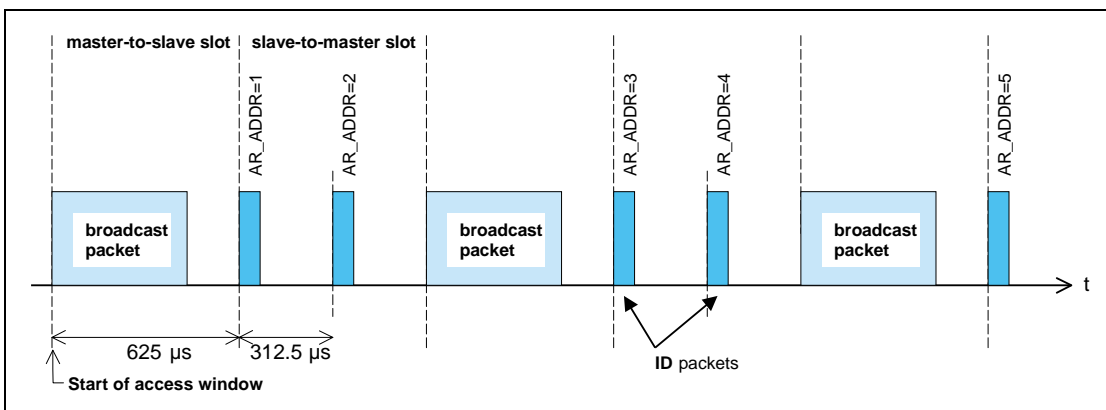 master-to-slave slot
slave-to-master slot
AR_ADDR=1
AR_ADDR=2
AR_ADDR=3
AR_ADDR=4
AR_ADDR=5
broadcast
packet
broadcast
packet
broadcast
packet
t
625 µs
312.5 µs
ID packets
Start of access window